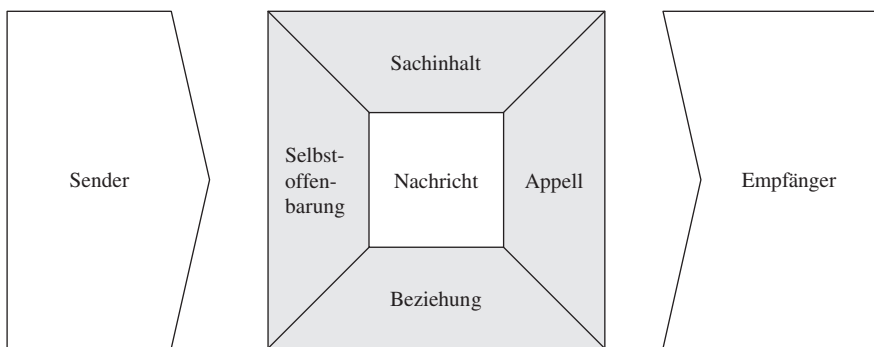 Sachinhalt
Sender
Selbst-
offen-
barung
Nachricht
Appell
Empfänger
Beziehung